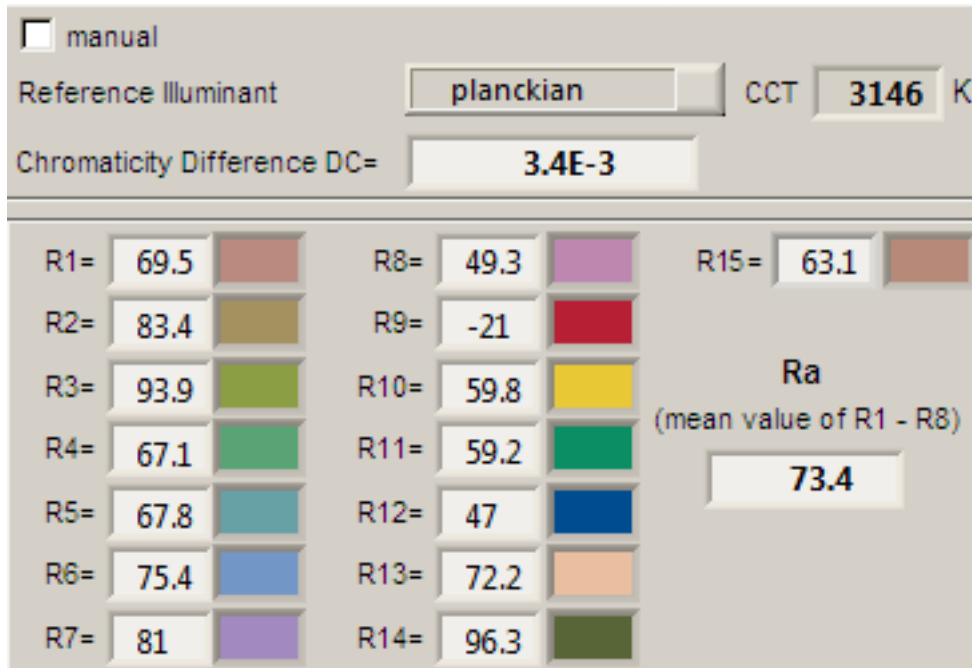 manual
Reference Illuminant planckian CCT 3146 K
Chromaticity Difference DC= 3.4E-3
R1= 69.5 R8= 49.3 R15= 63.1
R2= 83.4 R9= -21
R3= 93.9 R10= 59.8 Ra
(mean value of R1 - R8)
R4= 67.1 R11= 59.2
73.4
R5= 67.8 R12= 47
R6= 75.4 R13= 72.2
R7= 81 R14= 96.3